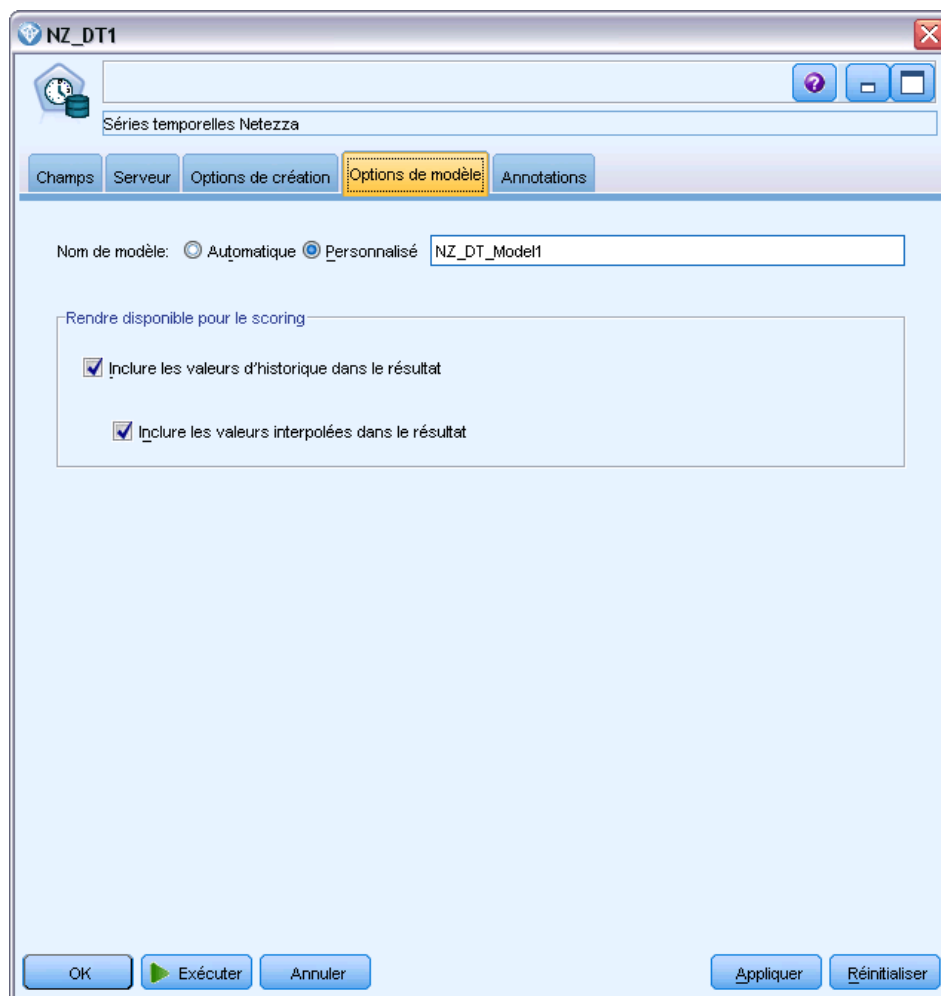 NZ_DT1
Séries temporelles Netezza
Champs Serveur Options de création Options de modèle Annotations
Nom de modèle: Automatique Personnalisé NZ_DT_Model1
Rendre disponible pour le scoring
Inclure les valeurs d'historique dans le résultat
Inclure les valeurs interpolées dans le résultat
OK Exécuter Annuler Appliquer Réinitialiser